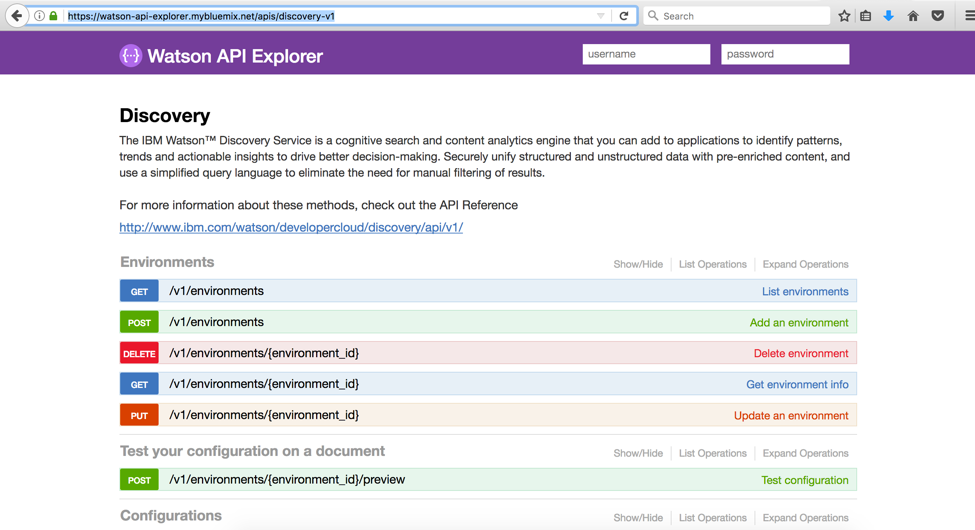 https://watson-api-explorer.mybluemix.net/apis/discovery-v1
Search
{···} Watson API Explorer
username
password
Discovery
The IBM Watson™ Discovery Service is a cognitive search and content analytics engine that you can add to applications to identify patterns,
trends and actionable insights to drive better decision-making. Securely unify structured and unstructured data with pre-enriched content, and
use a simplified query language to eliminate the need for manual filtering of results.
For more information about these methods, check out the API Reference
http://www.ibm.com/watson/developercloud/discovery/api/v1/
Environments Show/Hide List Operations Expand Operations
GET /v1/environments List environments
POST /v1/environments Add an environment
DELETE /v1/environments/{environment_id} Delete environment
GET /v1/environments/{environment_id} Get environment info
PUT /v1/environments/{environment_id} Update an environment
Test your configuration on a document Show/Hide List Operations Expand Operations
POST /v1/environments/{environment_id}/preview Test configuration
Configurations Show/Hide List Operations Expand Operations